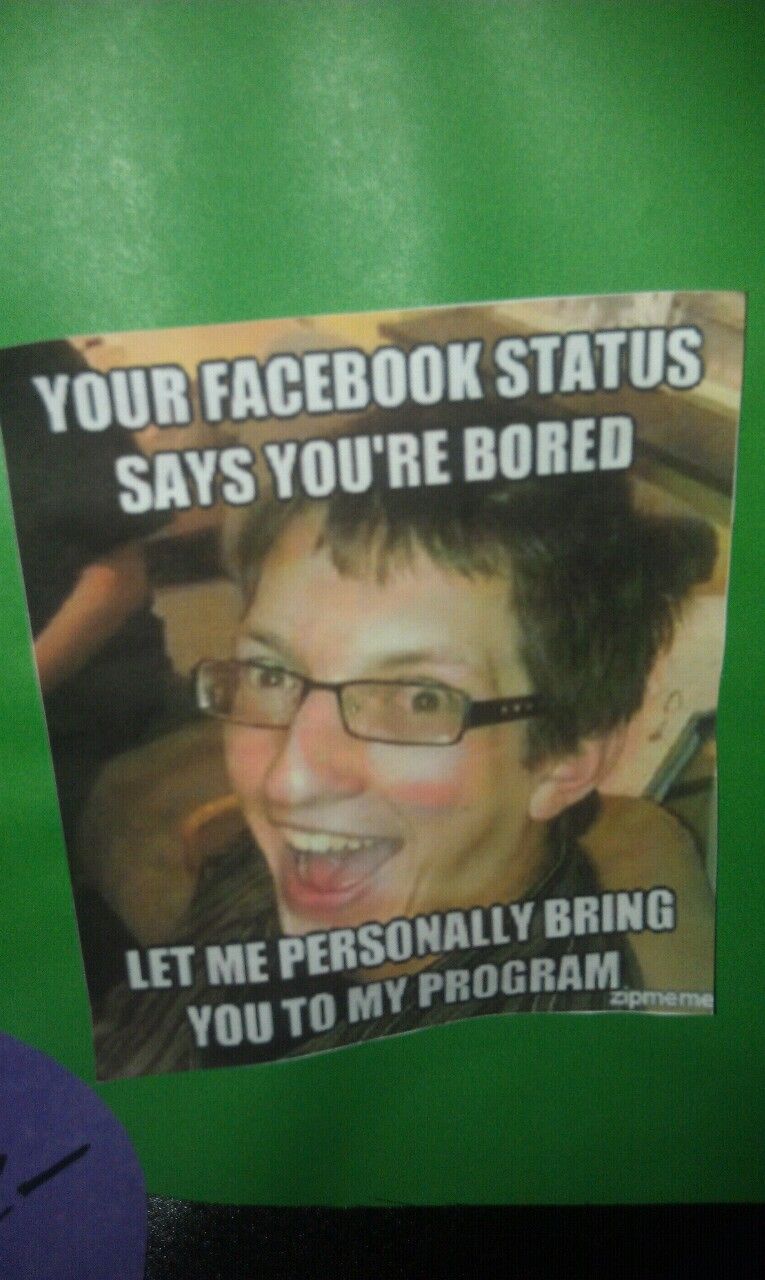 YOUR FACEBOOK STATUS
SAYS YOU'RE BORED
LET ME PERSONALLY BRING
YOU TO MY PROGRAM
zipmeme